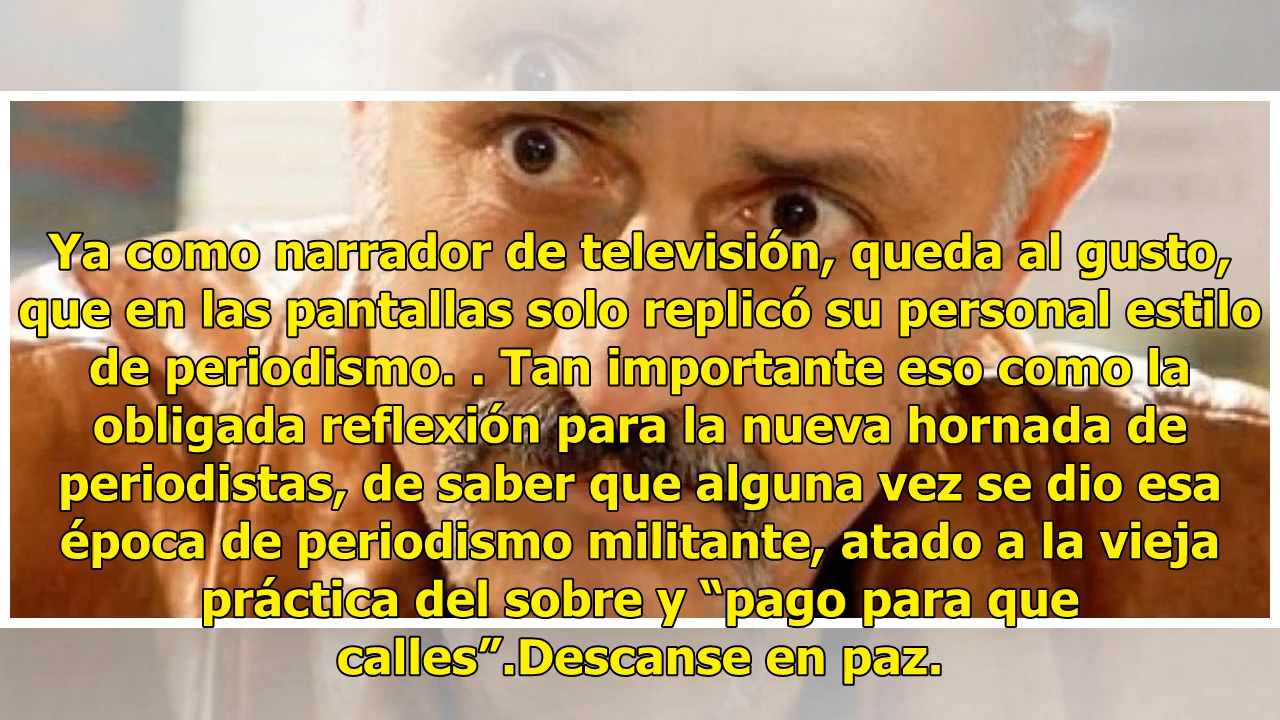 Ya como narrador de televisión, queda al gusto,
que en las pantallas solo replicó su personal estilo
de periodismo. . Tan importante eso como la
obligada reflexión para la nueva hornada de
periodistas, de saber que alguna vez se dio esa
época de periodismo militante, atado a la vieja
práctica del sobre y “pago para que
calles”.Descanse en paz.